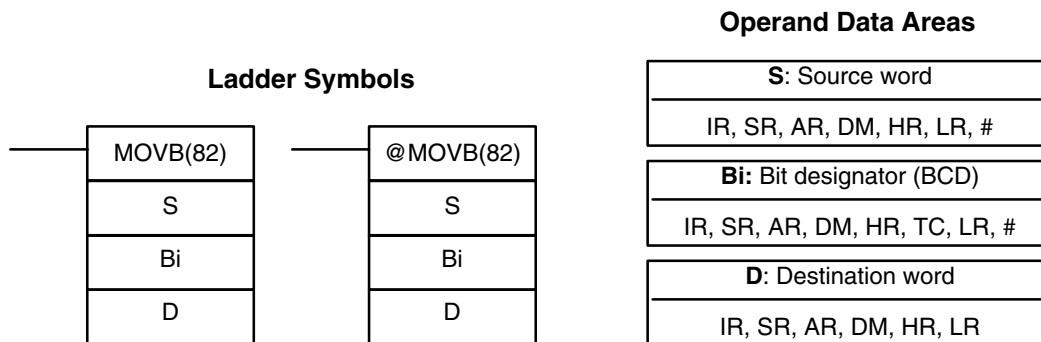 Ladder Symbols
MOVB(82)
S
Bi
D
@MOVB(82)
S
Bi
D
Operand Data Areas
S: Source word
IR, SR, AR, DM, HR, LR, #
Bi: Bit designator (BCD)
IR, SR, AR, DM, HR, TC, LR, #
D: Destination word
IR, SR, AR, DM, HR, LR